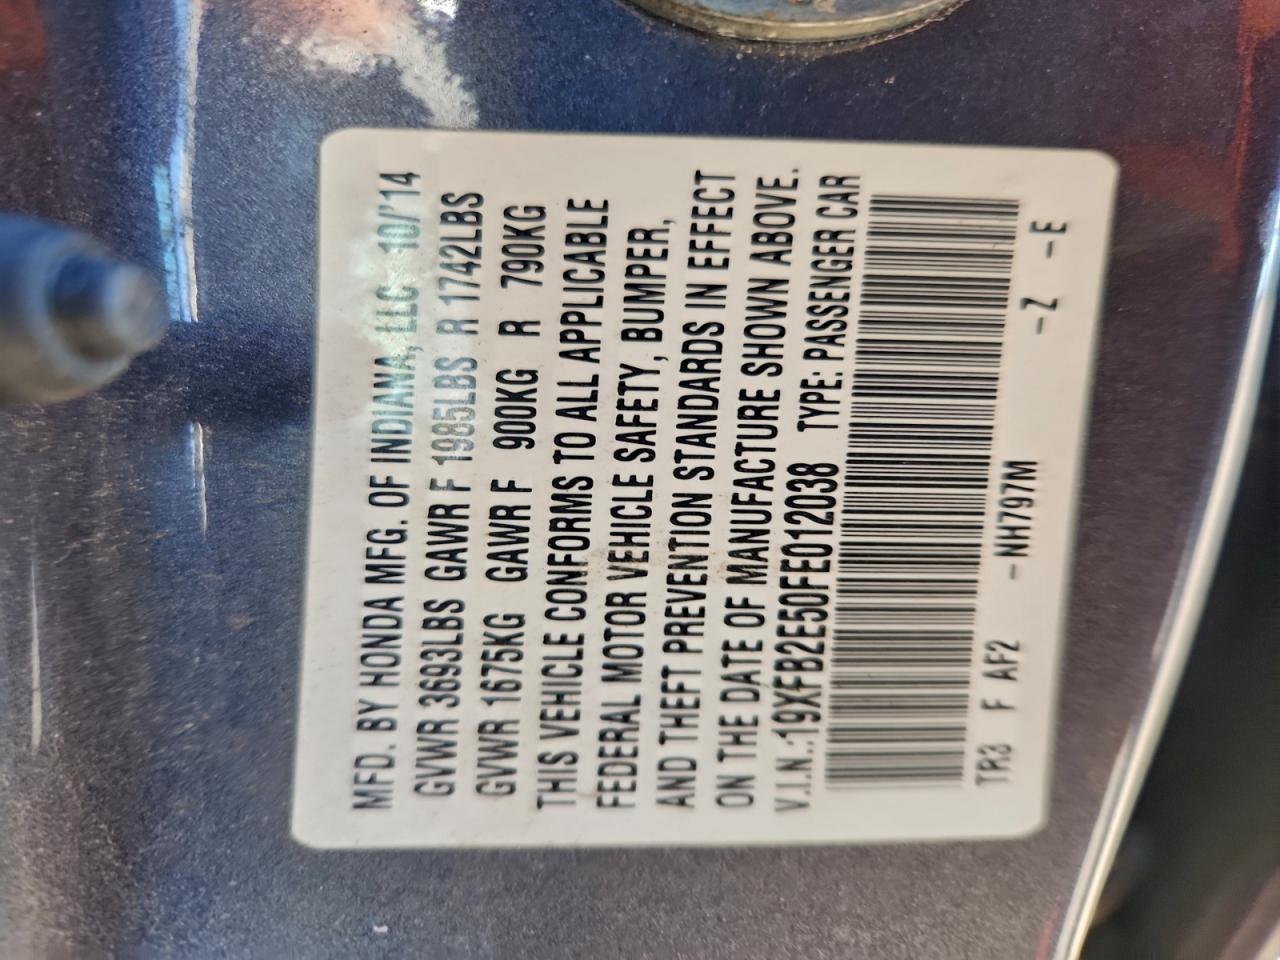 MFD. BY HONDA MFG. OF INDIANA, LLC 10/'14
GVWR 3693LBS GAWR F 1985LBS R 1742LBS
GVWR 1675KG GAWR F 900KG R 790KG
THIS VEHICLE CONFORMS TO ALL APPLICABLE
FEDERAL MOTOR VEHICLE SAFETY, BUMPER,
AND THEFT PREVENTION STANDARDS IN EFFECT
ON THE DATE OF MANUFACTURE SHOWN ABOVE.
V.I.N.:19XFB2E50FE012038 TYPE: PASSENGER CAR
TR3 F AF2 -NH797M -Z -E